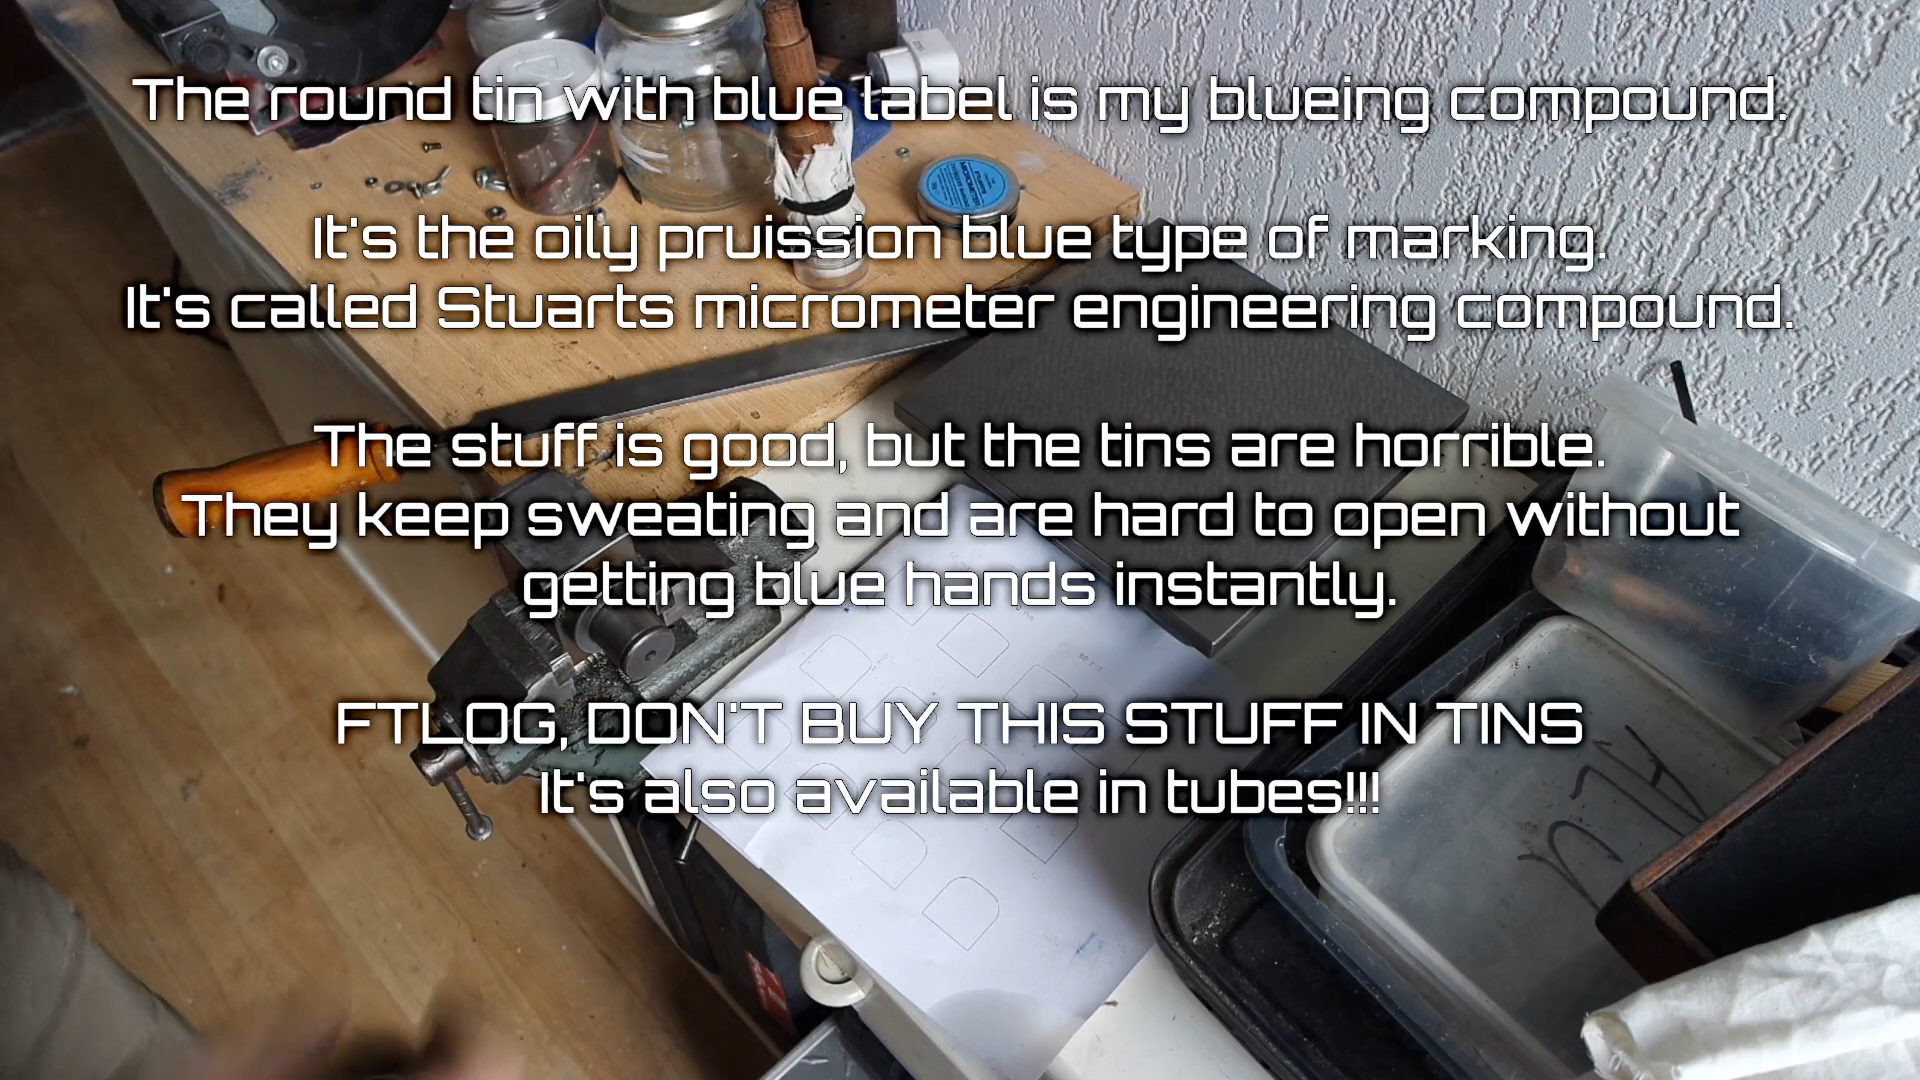 The round tin with blue label is my blueing compound.
It's the oily pruission blue type of marking.
It's called Stuarts micrometer engineering compound.
The stuff is good, but the tins are horrible.
They keep sweating and are hard to open without
getting blue hands instantly.
FTLOG, DON'T BUY THIS STUFF IN TINS
It's also available in tubes!!!
MICROMETER
ALU